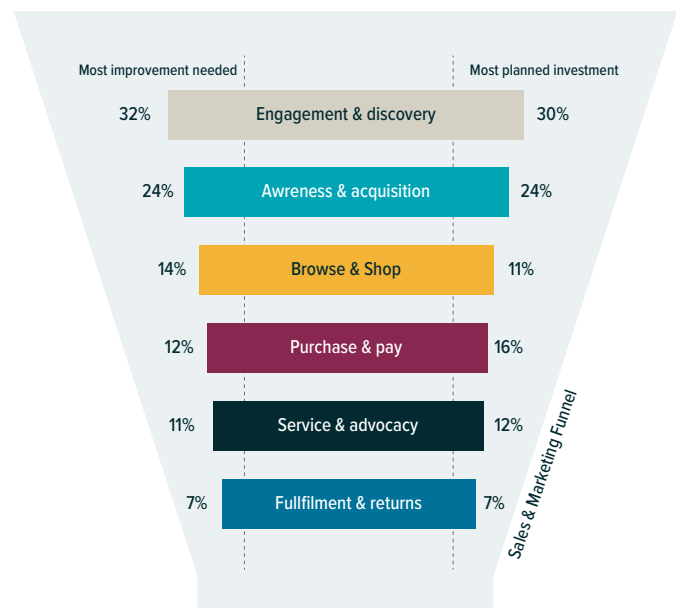 Most improvement needed
Most planned investment
32%
Engagement & discovery
30%
24%
Awreness & acquisition
24%
14%
Browse & Shop
11%
12%
Purchase & pay
16%
11%
Service & advocacy
12%
7%
Fullfilment & returns
7%
Sales & Marketing Funnel